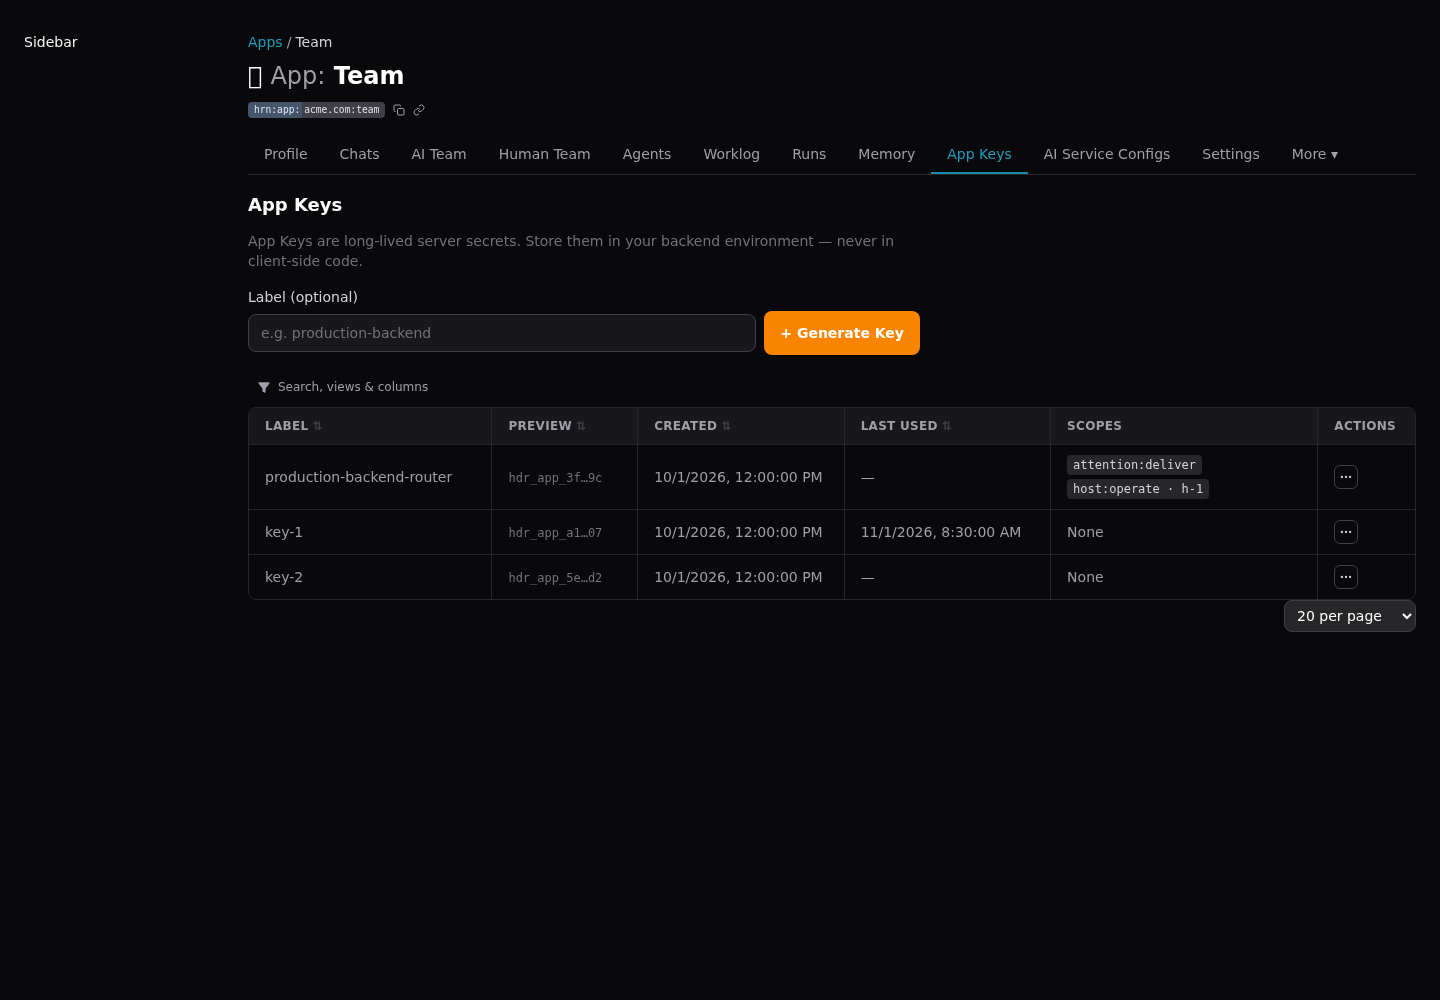 Sidebar
Apps / Team
App: Team
hrn:app: acme.com:team
Profile Chats AI Team Human Team Agents Worklog Runs Memory App Keys AI Service Configs Settings More ▾
App Keys
App Keys are long-lived server secrets. Store them in your backend environment — never in
client-side code.
Label (optional)
e.g. production-backend
+ Generate Key
Search, views & columns
LABEL ⇅ PREVIEW ⇅ CREATED ⇅ LAST USED ⇅ SCOPES ACTIONS
production-backend-router hdr_app_3f…9c 10/1/2026, 12:00:00 PM — attention:deliver
host:operate · h-1
key-1 hdr_app_a1…07 10/1/2026, 12:00:00 PM 11/1/2026, 8:30:00 AM None
key-2 hdr_app_5e…d2 10/1/2026, 12:00:00 PM — None
20 per page